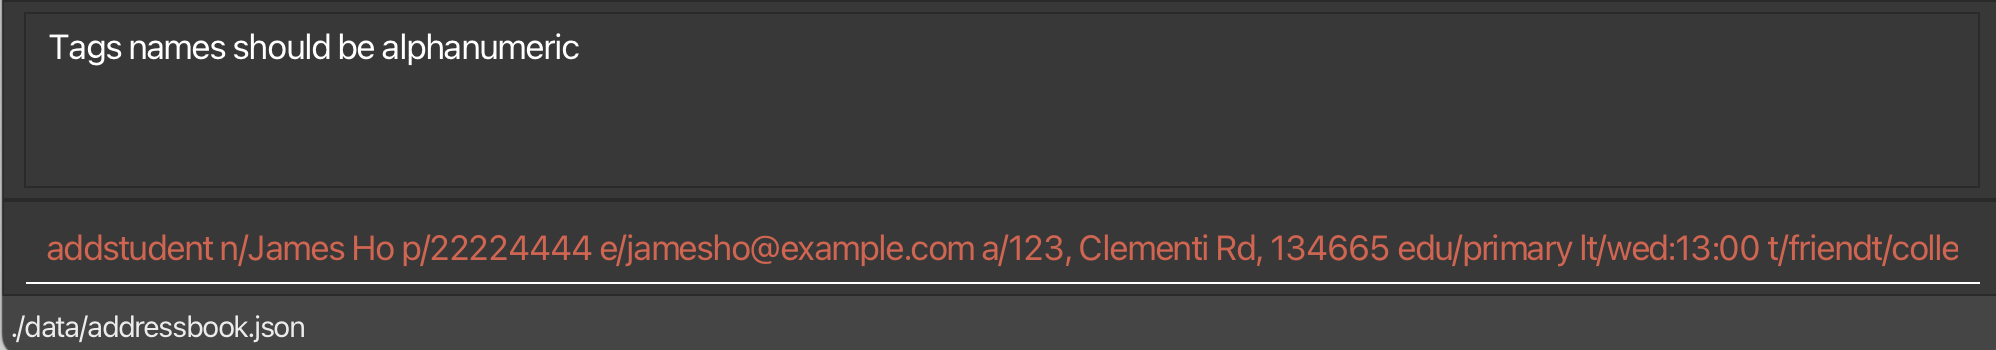 Tags names should be alphanumeric
addstudent n/James Ho p/22224444 e/jamesho@example.com a/123, Clementi Rd, 134665 edu/primary lt/wed:13:00 t/friendt/colle
./data/addressbook.json